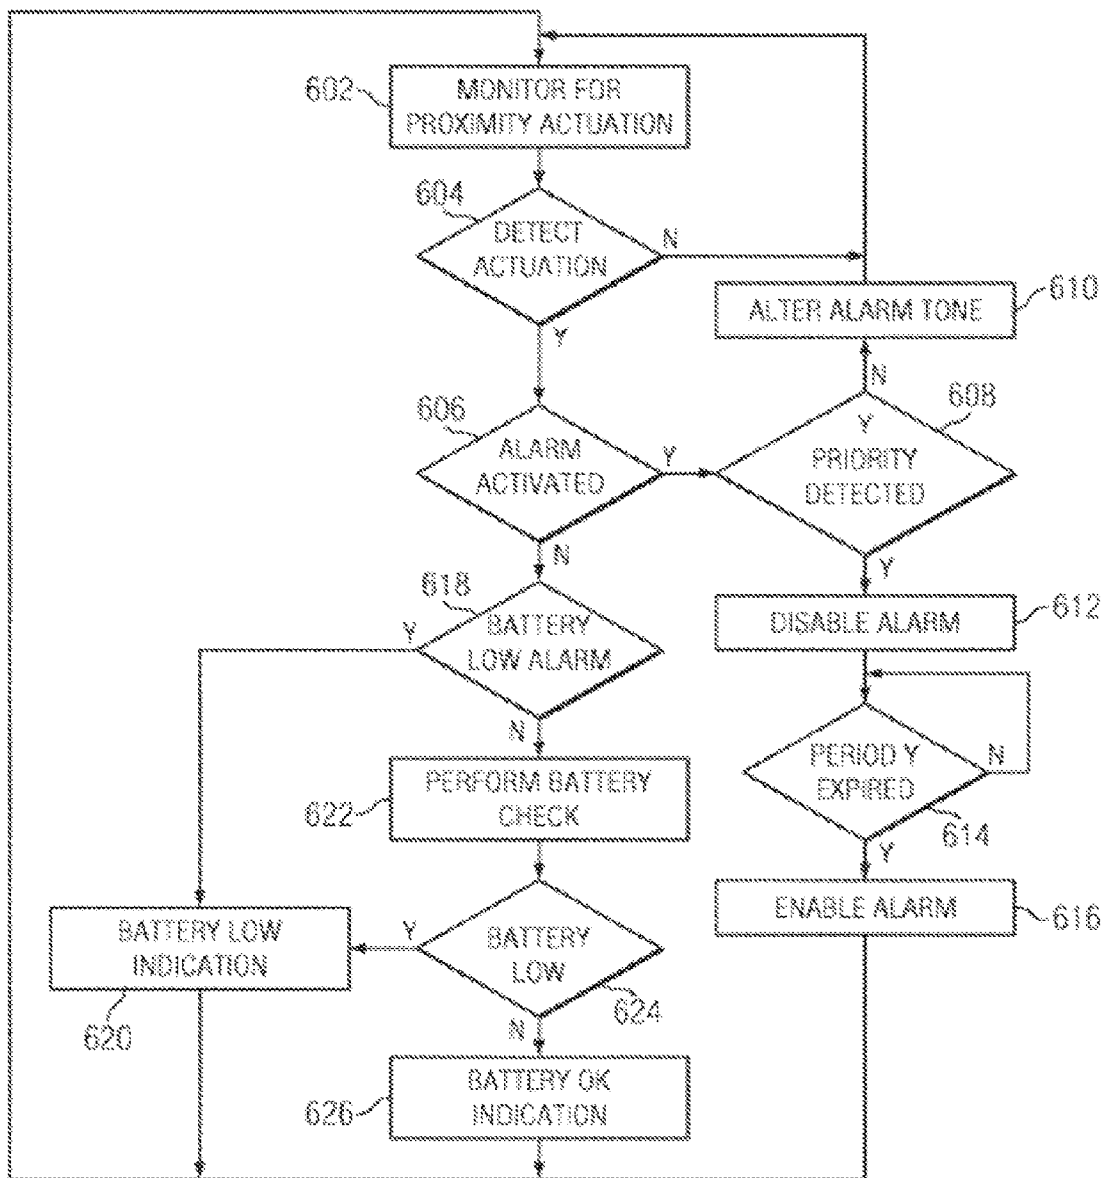 602
MONITOR FOR
PROXIMITY ACTUATION
604
DETECT
ACTUATION
N
Y
ALTER ALARM TONE
610
N
606
ALARM
ACTIVATED
Y
N
608
Y
PRIORITY
DETECTED
Y
618
Y
BATTERY
LOW ALARM
N
DISABLE ALARM
612
PERIOD Y
EXPIRED
N
614
Y
622
PERFORM BATTERY
CHECK
ENABLE ALARM
616
BATTERY LOW
INDICATION
620
Y
BATTERY
LOW
624
N
626
BATTERY OK
INDICATION